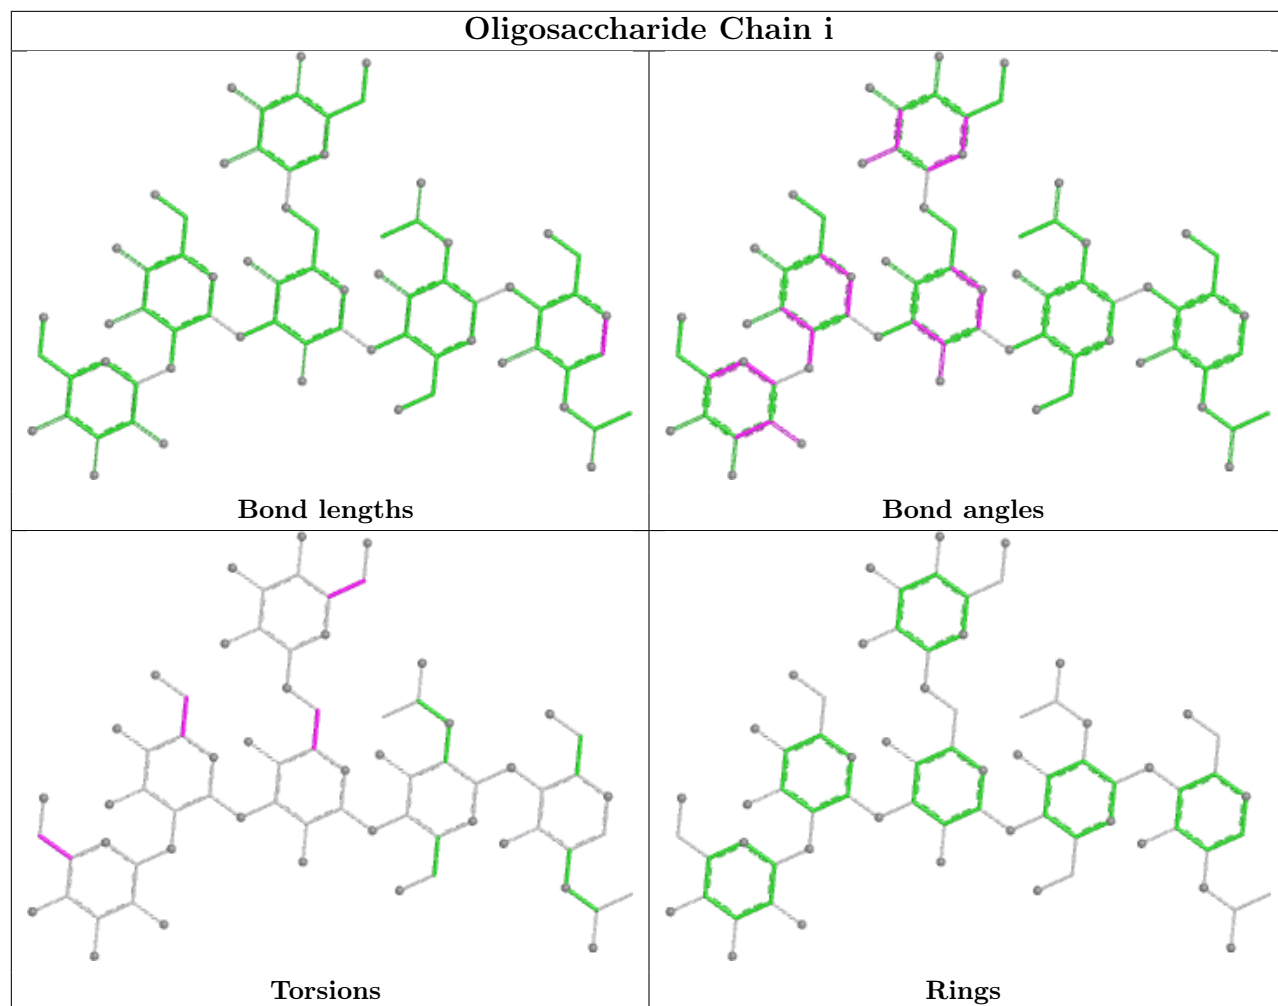 Oligosaccharide Chain i
Bond lengths
Bond angles
Torsions
Rings